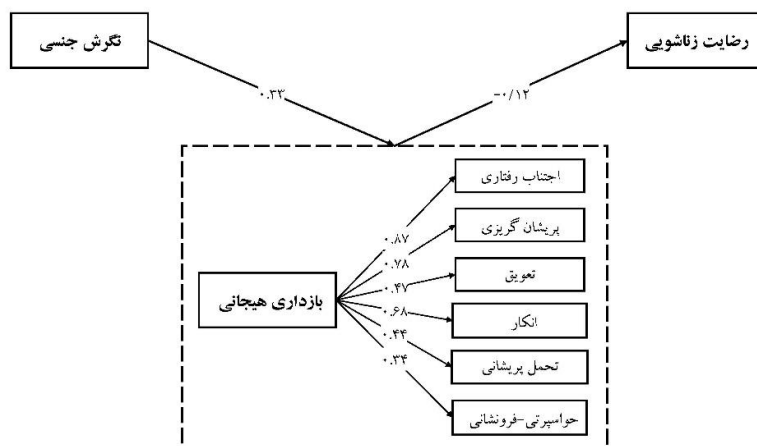 رضایت زناشویی
نگرش جنسی
۰.۳۳
-۰/۱۲
اجتناب رفتاری
پریشان گریزی
تعویق
انکار
تحمل پریشانی
حواسپرتی-فرونشانی
بازداری هیجانی
۰.۸۷
۰.۷۸
۰.۴۷
۰.۶۸
۰.۴۴
۰.۳۴